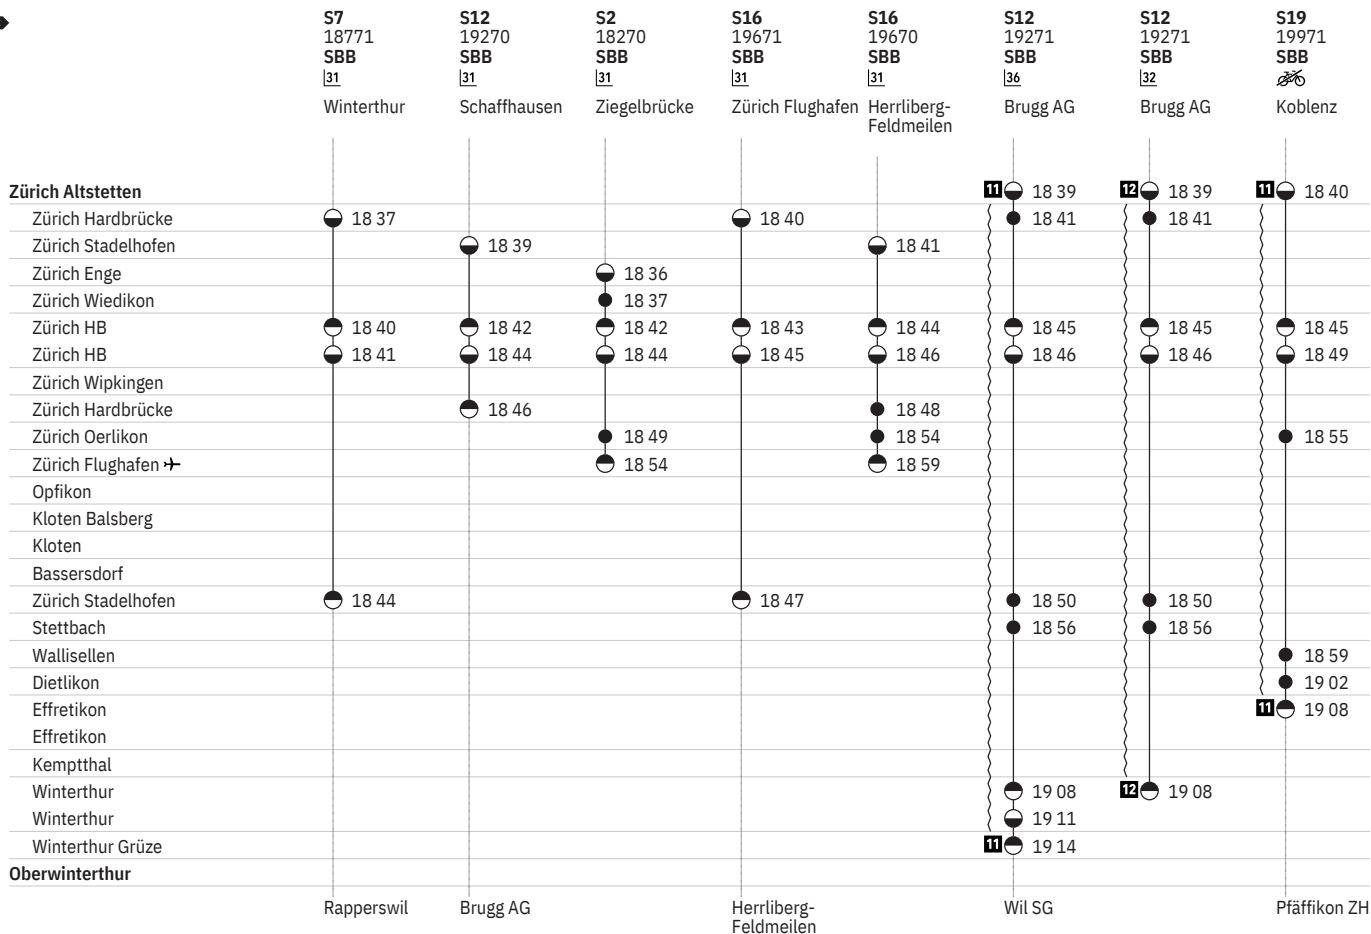 S7 S12 S2 S16 S16 S12 S12 S19
18771 19270 18270 19671 19670 19271 19271 19971
SBB SBB SBB SBB SBB SBB SBB SBB
31 31 31 31 31 36 32
Winterthur Schaffhausen Ziegelbrücke Zürich Flughafen Herrliberg- Brugg AG Brugg AG Koblenz
Feldmeilen
Zürich Altstetten 11 18 39 12 18 39 11 18 40
Zürich Hardbrücke 18 37 18 40 18 41 18 41
Zürich Stadelhofen 18 39 18 41
Zürich Enge 18 36
Zürich Wiedikon 18 37
Zürich HB 18 40 18 42 18 42 18 43 18 44 18 45 18 45 18 45
Zürich HB 18 41 18 44 18 44 18 45 18 46 18 46 18 46 18 49
Zürich Wipkingen
Zürich Hardbrücke 18 46 18 48
Zürich Oerlikon 18 49 18 54 18 55
Zürich Flughafen 18 54 18 59
Opfikon
Kloten Balsberg
Kloten
Bassersdorf
Zürich Stadelhofen 18 44 18 47 18 50 18 50
Stettbach 18 56 18 56
Wallisellen 18 59
Dietlikon 19 02
Effretikon 11 19 08
Effretikon
Kemptthal
Winterthur 19 08 12 19 08
Winterthur 19 11
Winterthur Grüze 11 19 14
Oberwinterthur
Rapperswil Brugg AG Herrliberg- Wil SG Pfäffikon ZH
Feldmeilen